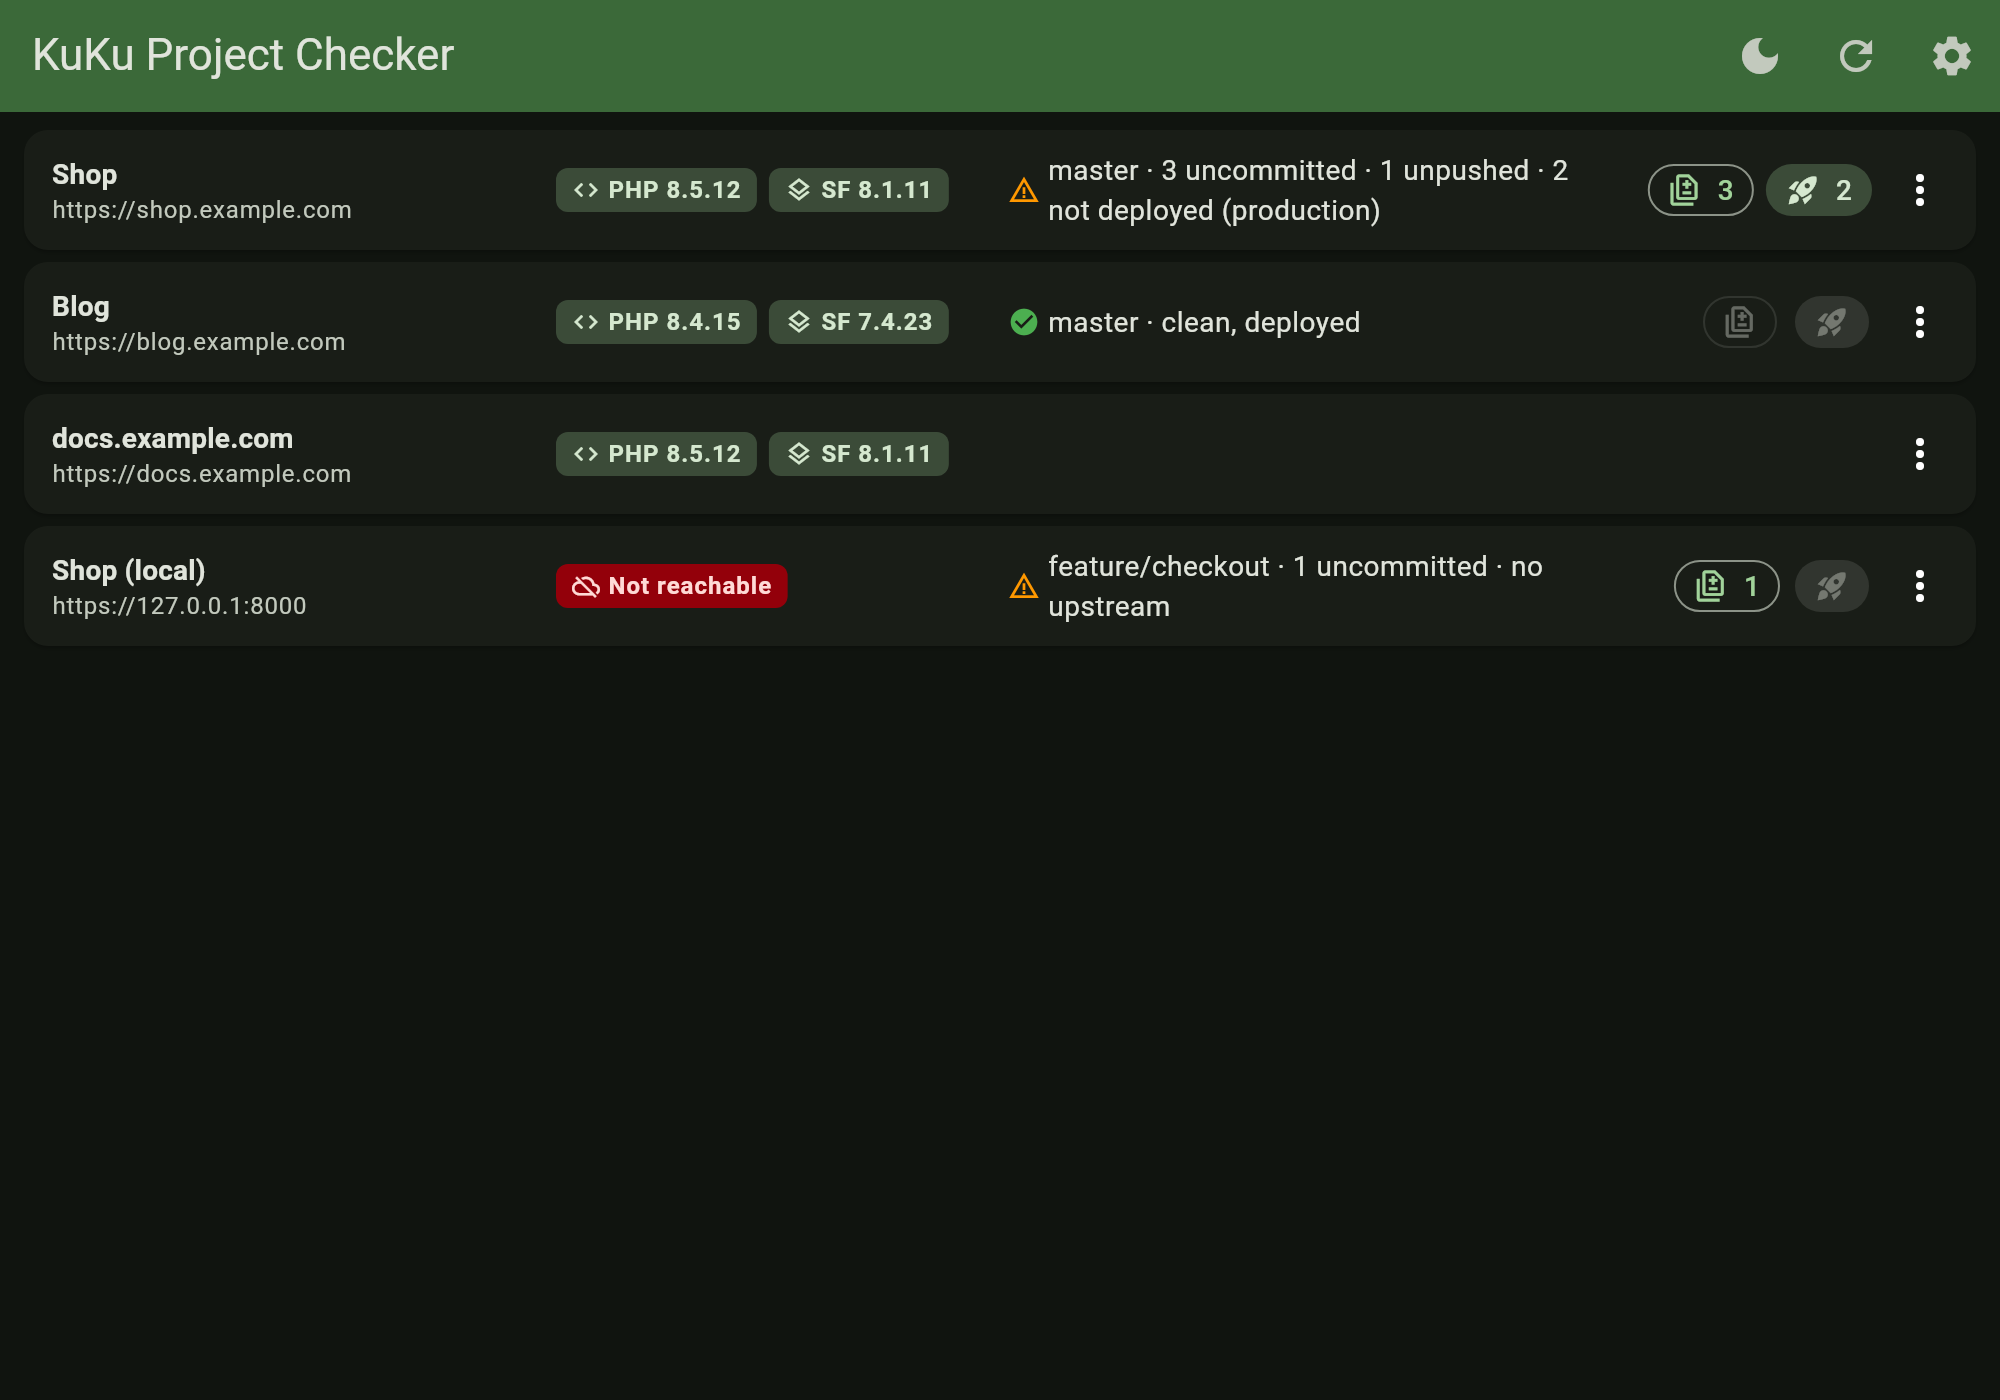 KuKu Project Checker
Shop
https://shop.example.com
PHP 8.5.12
SF 8.1.11
master · 3 uncommitted · 1 unpushed · 2
not deployed (production)
3
2
Blog
https://blog.example.com
PHP 8.4.15
SF 7.4.23
master · clean, deployed
docs.example.com
https://docs.example.com
PHP 8.5.12
SF 8.1.11
Shop (local)
https://127.0.0.1:8000
Not reachable
feature/checkout · 1 uncommitted · no
upstream
1